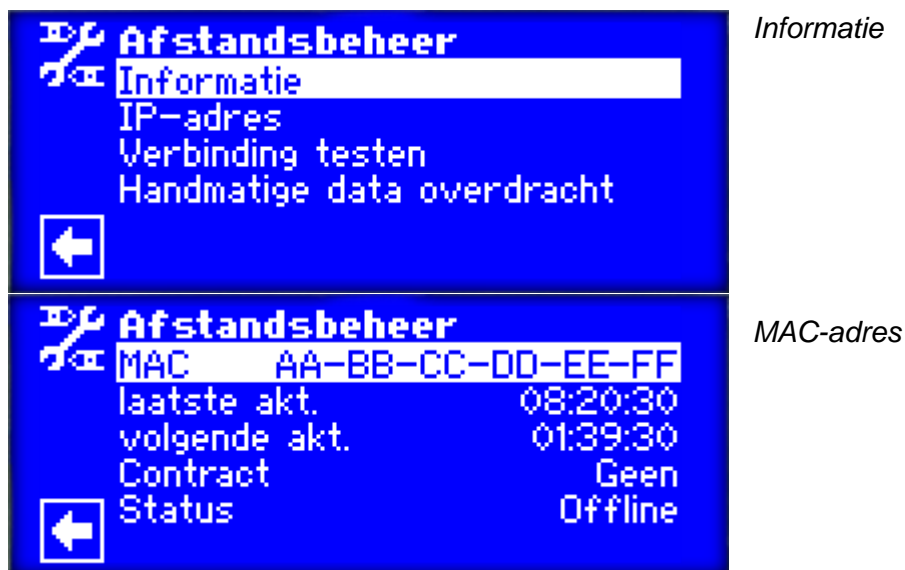 Afstandsbeheer
Informatie
IP-adres
Verbinding testen
Handmatige data overdracht
Informatie
Afstandsbeheer
MAC AA-BB-CC-DD-EE-FF
laatste akt. 08:20:30
volgende akt. 01:39:30
Contract Geen
Status Offline
MAC-adres